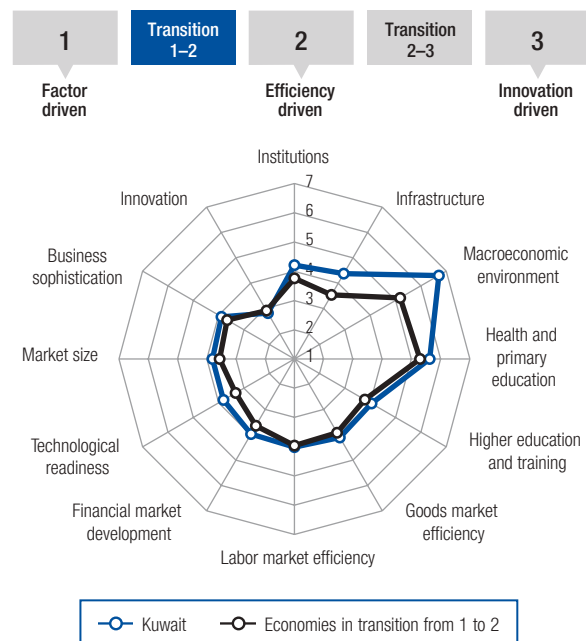 1
Transition
1–2
2
Transition
2–3
3
Factor
driven
Efficiency
driven
Innovation
driven
Institutions
Infrastructure
Macroeconomic
environment
Health and
primary
education
Higher education
and training
Goods market
efficiency
Labor market efficiency
Financial market
development
Technological
readiness
Market size
Business
sophistication
Innovation
7
6
5
4
3
2
1
Kuwait
Economies in transition from 1 to 2